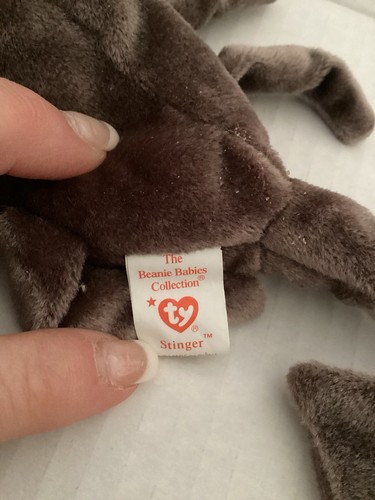 The
Beanie Babies
Collection®
ty®
Stinger™